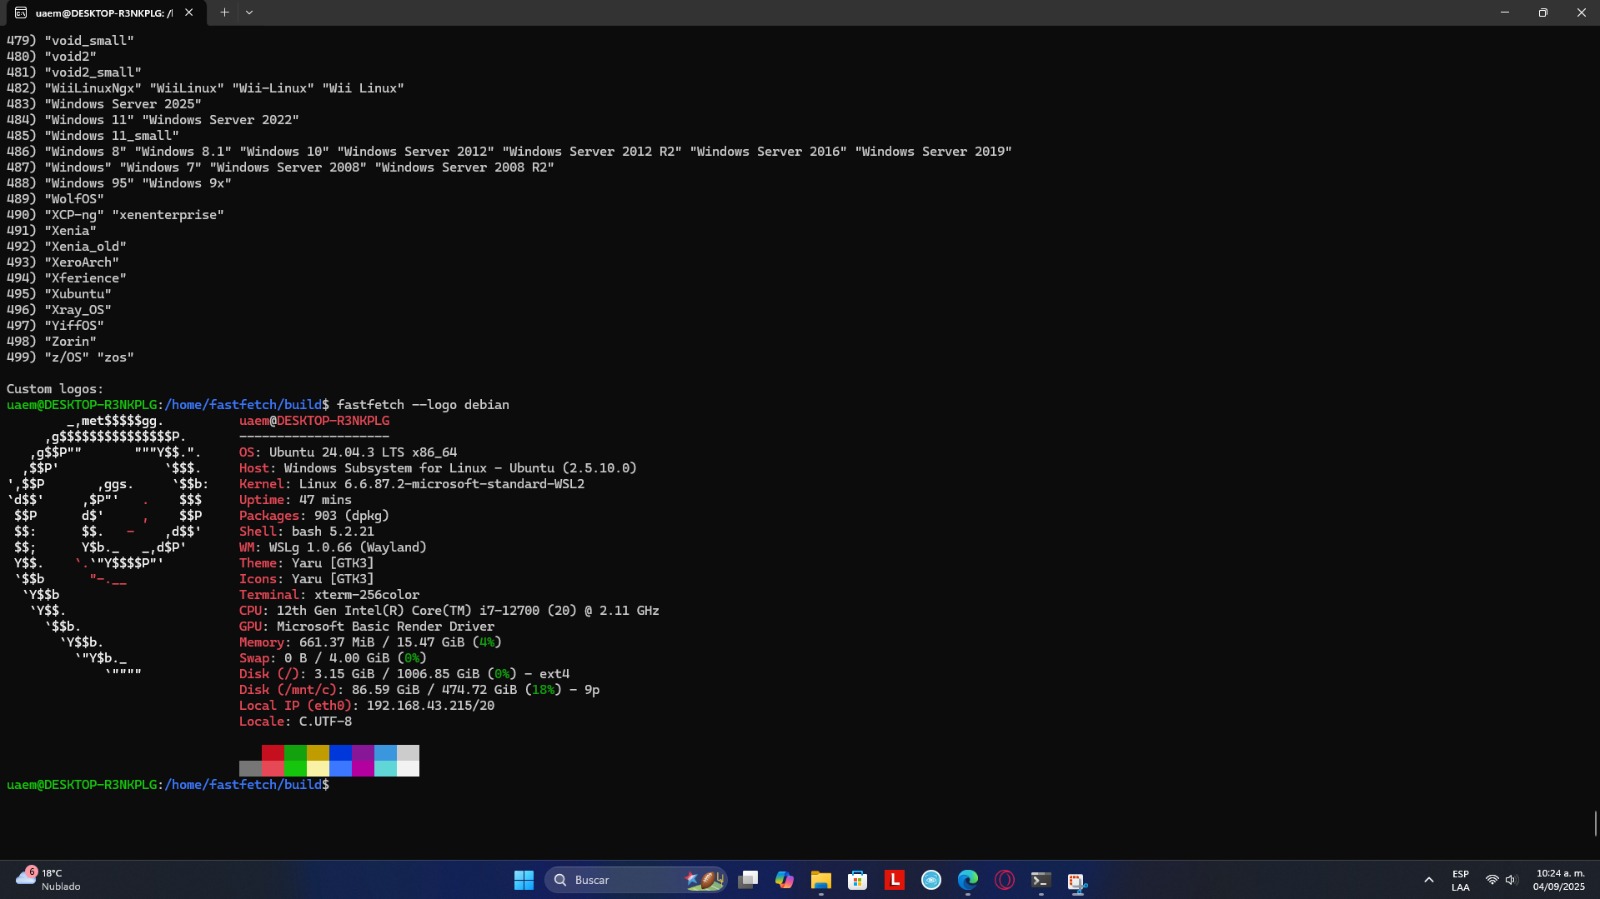 uaem@DESKTOP-R3NKPLG: /
479) "void_small"
480) "void2"
481) "void2_small"
482) "WiiLinuxNgx" "WiiLinux" "Wii-Linux" "Wii Linux"
483) "Windows Server 2025"
484) "Windows 11" "Windows Server 2022"
485) "Windows 11_small"
486) "Windows 8" "Windows 8.1" "Windows 10" "Windows Server 2012" "Windows Server 2012 R2" "Windows Server 2016" "Windows Server 2019"
487) "Windows" "Windows 7" "Windows Server 2008" "Windows Server 2008 R2"
488) "Windows 95" "Windows 9x"
489) "WolfOS"
490) "XCP-ng" "xenenterprise"
491) "Xenia"
492) "Xenia_old"
493) "XeroArch"
494) "Xferience"
495) "Xubuntu"
496) "Xray_OS"
497) "YiffOS"
498) "Zorin"
499) "z/OS" "zos"
Custom logos:
uaem@DESKTOP-R3NKPLG:/home/fastfetch/build$ fastfetch --logo debian
        _,met$$$$$gg.          uaem@DESKTOP-R3NKPLG
     ,g$$$$$$$$$$$$$$$P.       --------------------
   ,g$$P""       """Y$$.".     OS: Ubuntu 24.04.3 LTS x86_64
  ,$$P'              `$$$.     Host: Windows Subsystem for Linux - Ubuntu (2.5.10.0)
',$$P       ,ggs.     `$$b:    Kernel: Linux 6.6.87.2-microsoft-standard-WSL2
`d$$'     ,$P"'   .    $$$     Uptime: 47 mins
 $$P      d$'     ,    $$P     Packages: 903 (dpkg)
 $$:      $$.   -    ,d$$'     Shell: bash 5.2.21
 $$;      Y$b._   _,d$P'       WM: WSLg 1.0.66 (Wayland)
 Y$$.    `.`"Y$$$$P"'          Theme: Yaru [GTK3]
 `$$b      "-.__               Icons: Yaru [GTK3]
  `Y$$b                        Terminal: xterm-256color
   `Y$$.                       CPU: 12th Gen Intel(R) Core(TM) i7-12700 (20) @ 2.11 GHz
     `$$b.                     GPU: Microsoft Basic Render Driver
       `Y$$b.                  Memory: 661.37 MiB / 15.47 GiB (4%)
         `"Y$b._               Swap: 0 B / 4.00 GiB (0%)
             `""""             Disk (/): 3.15 GiB / 1006.85 GiB (0%) - ext4
                               Disk (/mnt/c): 86.59 GiB / 474.72 GiB (18%) - 9p
                               Local IP (eth0): 192.168.43.215/20
                               Locale: C.UTF-8
uaem@DESKTOP-R3NKPLG:/home/fastfetch/build$
6
18°C
Nublado
Buscar
L
ESP
LAA
10:24 a. m.
04/09/2025